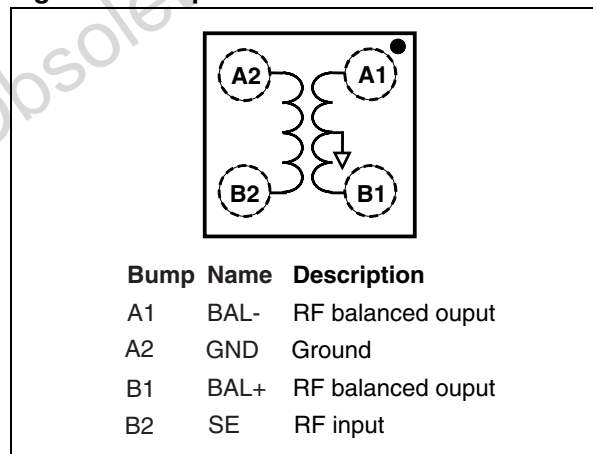 A2 A1
B2 B1
Bump Name Description
A1 BAL- RF balanced ouput
A2 GND Ground
B1 BAL+ RF balanced ouput
B2 SE RF input